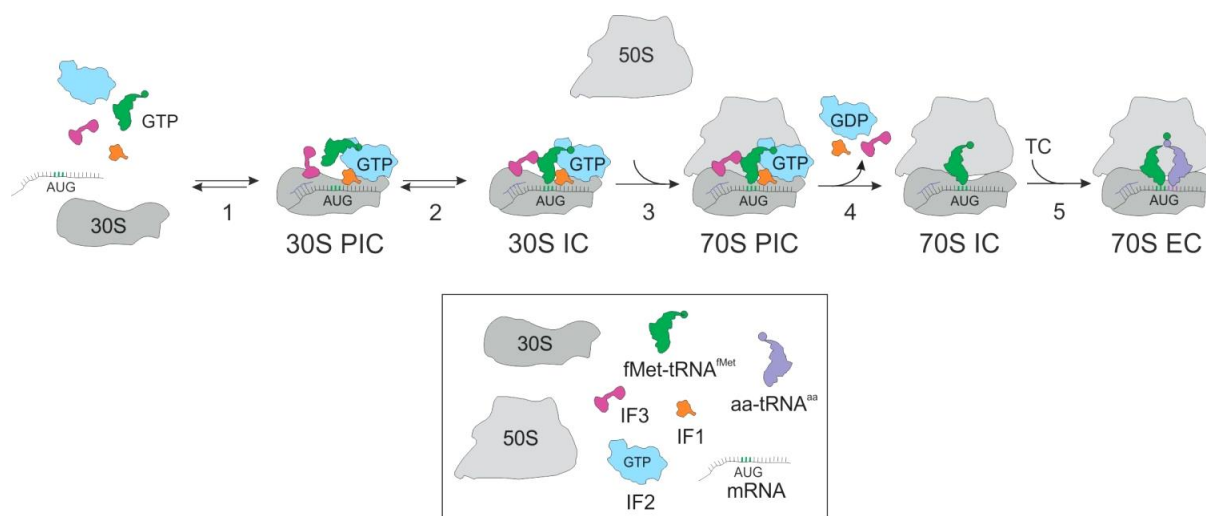 50S
GTP
AUG
30S
1
GTP
AUG
30S PIC
2
GTP
AUG
30S IC
3
GTP
AUG
70S PIC
GDP
4
AUG
70S IC
TC
5
AUG
70S EC
30S
fMet-tRNAfMet
aa-tRNAaa
IF3
IF1
50S
GTP
IF2
AUG
mRNA